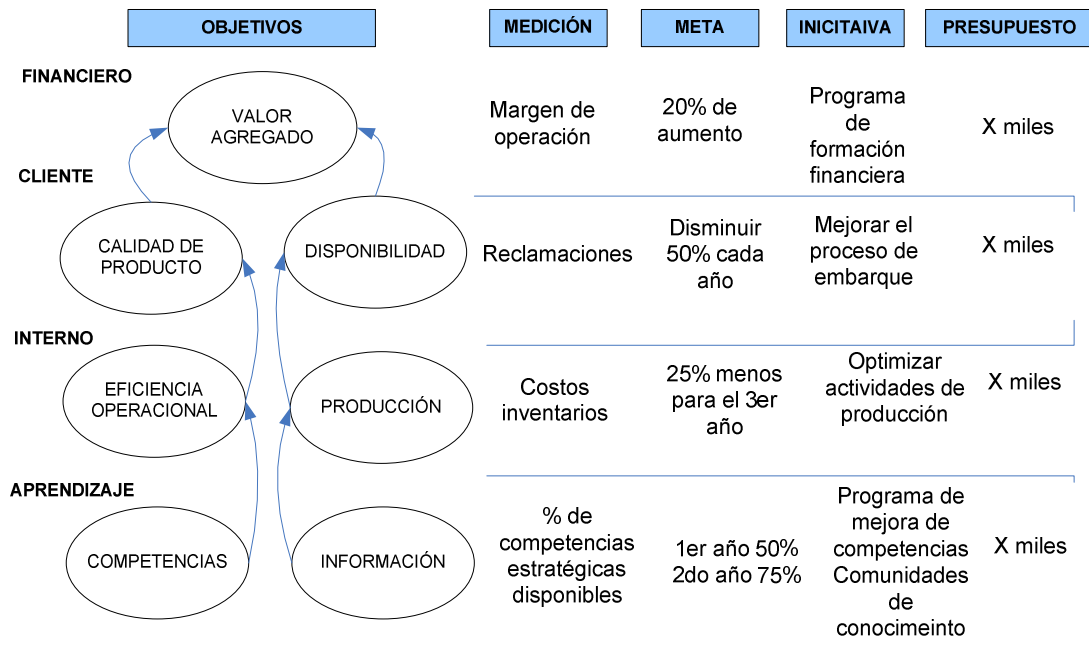 OBJETIVOS
MEDICIÓN
META
INICITAIVA
PRESUPUESTO
FINANCIERO
VALOR
AGREGADO
Margen de
operación
20% de
aumento
Programa
de
formación
financiera
X miles
CLIENTE
CALIDAD DE
PRODUCTO
DISPONIBILIDAD
Reclamaciones
Disminuir
50% cada
año
Mejorar el
proceso de
embarque
X miles
INTERNO
EFICIENCIA
OPERACIONAL
PRODUCCIÓN
Costos
inventarios
25% menos
para el 3er
año
Optimizar
actividades de
producción
X miles
APRENDIZAJE
COMPETENCIAS
INFORMACIÓN
% de
competencias
estratégicas
disponibles
1er año 50%
2do año 75%
Programa de
mejora de
competencias
Comunidades
de
conocimeinto
X miles